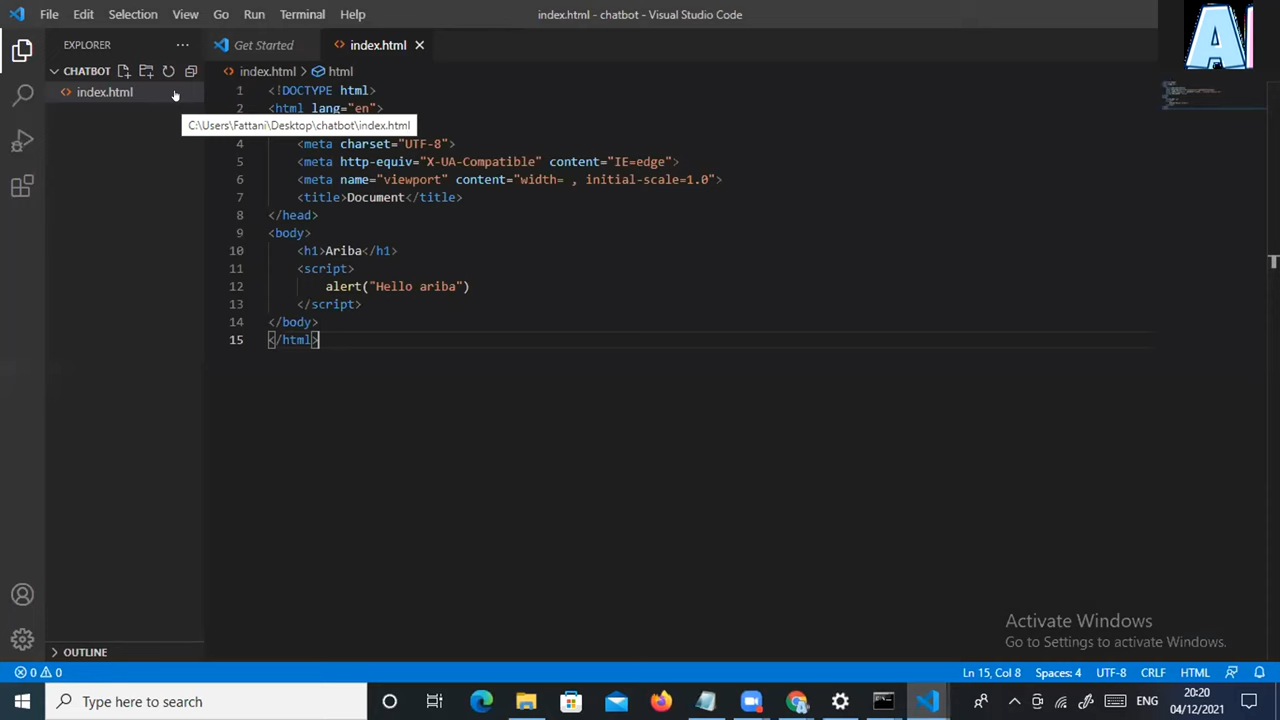 File Edit Selection View Go Run Terminal Help
index.html - chatbot - Visual Studio Code
AI
EXPLORER
Get Started
index.html
CHATBOT
index.html > html
index.html
C:\Users\Fattani\Desktop\chatbot\index.html
1 <!DOCTYPE html>
2 <html lang="en">
4 <meta charset="UTF-8">
5 <meta http-equiv="X-UA-Compatible" content="IE=edge">
6 <meta name="viewport" content="width= , initial-scale=1.0">
7 <title>Document</title>
8 </head>
9 <body>
10 <h1>Ariba</h1>
11 <script>
12 alert("Hello ariba")
13 </script>
14 </body>
15 </html>
Activate Windows
Go to Settings to activate Windows.
OUTLINE
0 0
Ln 15, Col 8 Spaces: 4 UTF-8 CRLF HTML
Type here to search
ENG
20:20
04/12/2021